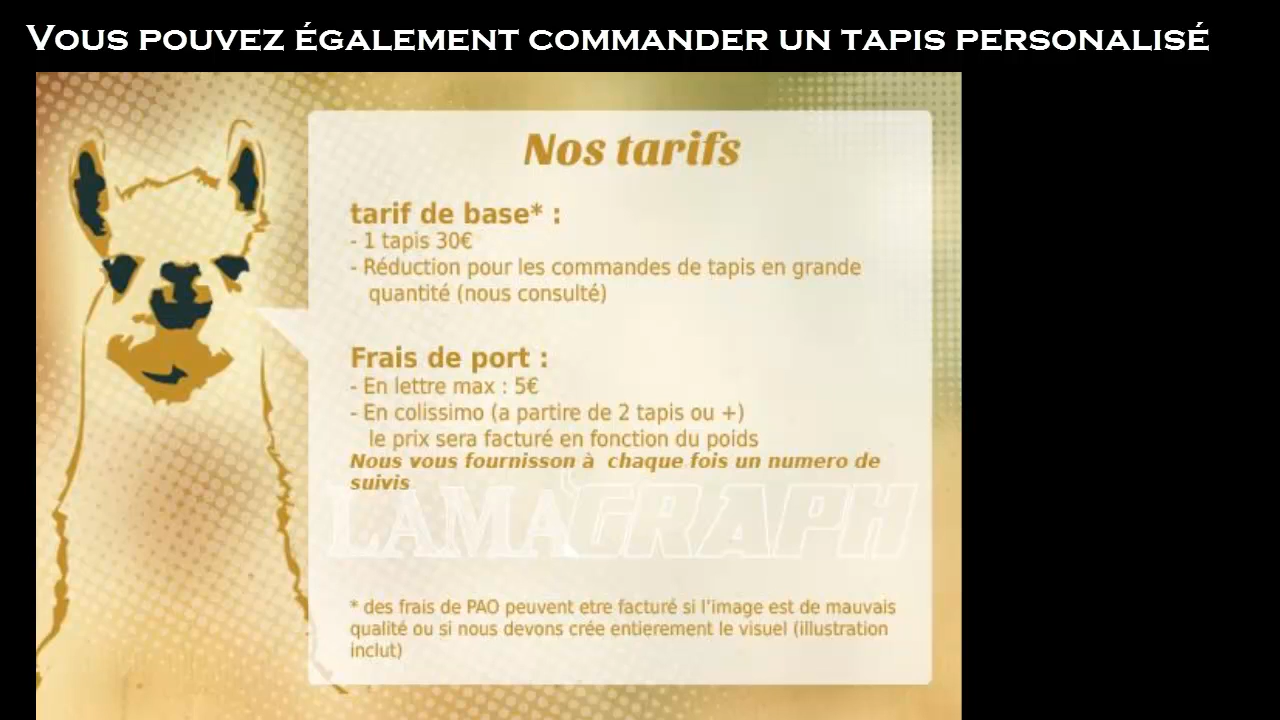 Vous pouvez également commander un tapis personalisé
Nos tarifs
tarif de base* :
- 1 tapis 30€
- Réduction pour les commandes de tapis en grande
quantité (nous consulté)
Frais de port :
- En lettre max : 5€
- En colissimo (a partire de 2 tapis ou +)
le prix sera facturé en fonction du poids
Nous vous fournisson à chaque fois un numero de
suivis
LAMA GRAPH
* des frais de PAO peuvent etre facturé si l'image est de mauvais
qualité ou si nous devons crée entierement le visuel (illustration
inclut)